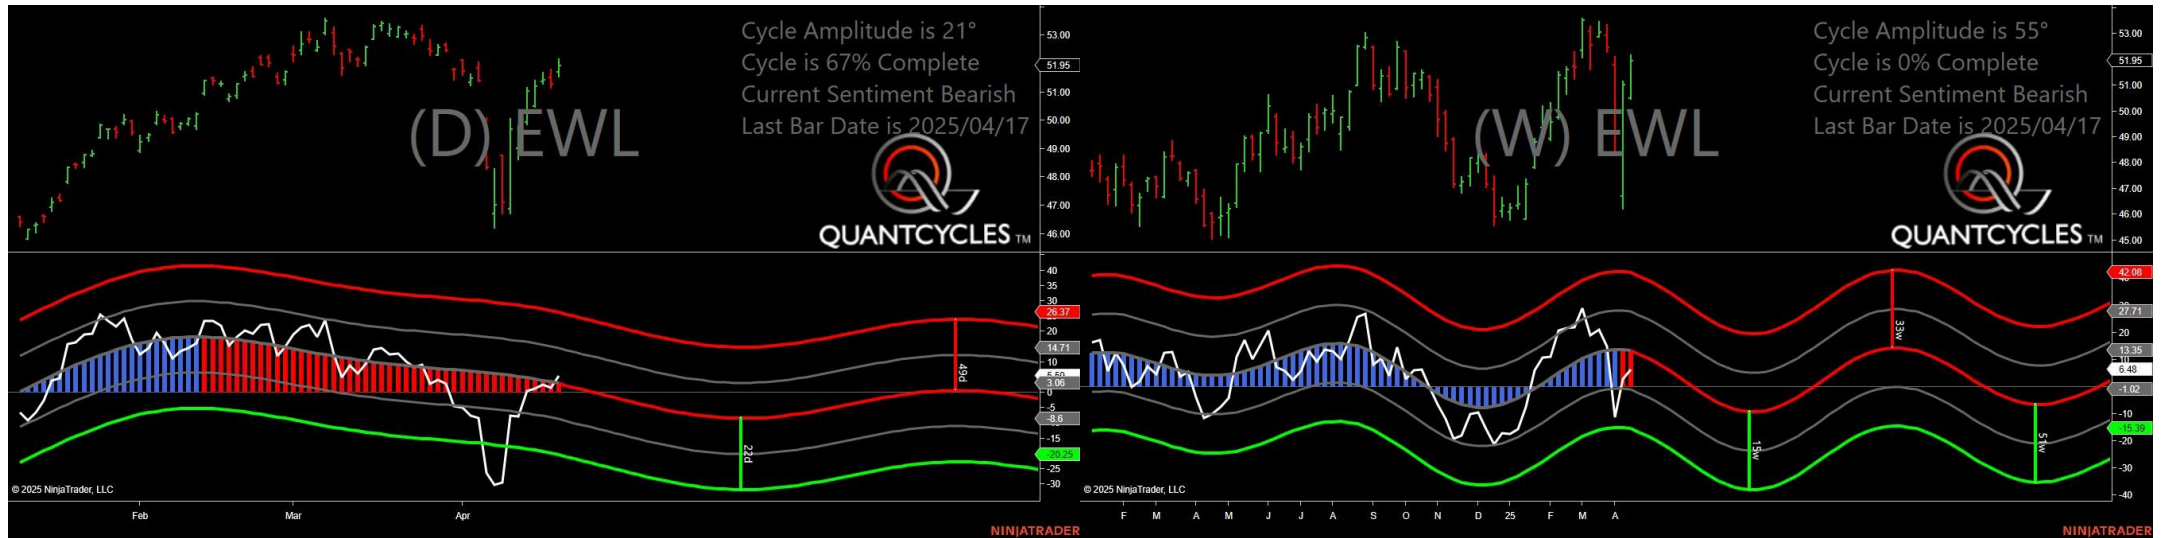 Cycle Amplitude is 21°
Cycle is 67% Complete
Current Sentiment Bearish
Last Bar Date is 2025/04/17
(D) EWL
QUANTCYCLES TM
53.00
51.95
51.00
50.00
49.00
48.00
47.00
46.00
40
35
30
26.37
20
14.71
10
3.06
0
-5
-8.6
-15
-20.25
-25
-30
49d
22d
© 2025 NinjaTrader, LLC
Feb Mar Apr
NINJATRADER
Cycle Amplitude is 55°
Cycle is 0% Complete
Current Sentiment Bearish
Last Bar Date is 2025/04/17
(W) EWL
QUANTCYCLES TM
53.00
51.95
51.00
50.00
49.00
48.00
47.00
46.00
45.00
42.08
27.71
20
13.35
10
6.48
-1.02
-10
-15.39
-20
-30
-40
33w
15w
51w
© 2025 NinjaTrader, LLC
F M A M J J A S O N D 25 F M A
NINJATRADER